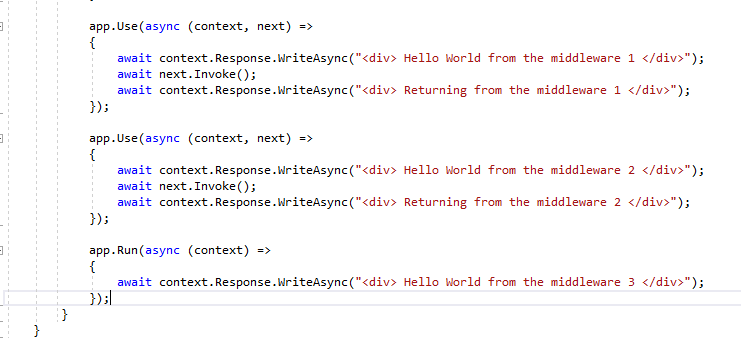 app.Use(async (context, next) =>
{
await context.Response.WriteAsync("<div> Hello World from the middleware 1 </div>");
await next.Invoke();
await context.Response.WriteAsync("<div> Returning from the middleware 1 </div>");
});
app.Use(async (context, next) =>
{
await context.Response.WriteAsync("<div> Hello World from the middleware 2 </div>");
await next.Invoke();
await context.Response.WriteAsync("<div> Returning from the middleware 2 </div>");
});
app.Run(async (context) =>
{
await context.Response.WriteAsync("<div> Hello World from the middleware 3 </div>");
});
}
}